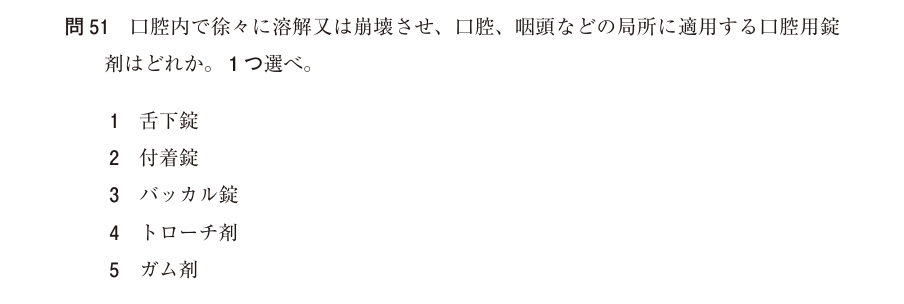 問 51　口腔内で徐々に溶解又は崩壊させ、口腔、咽頭などの局所に適用する口腔用錠
剤はどれか。１つ選べ。
1　舌下錠
2　付着錠
3　バッカル錠
4　トローチ剤
5　ガム剤